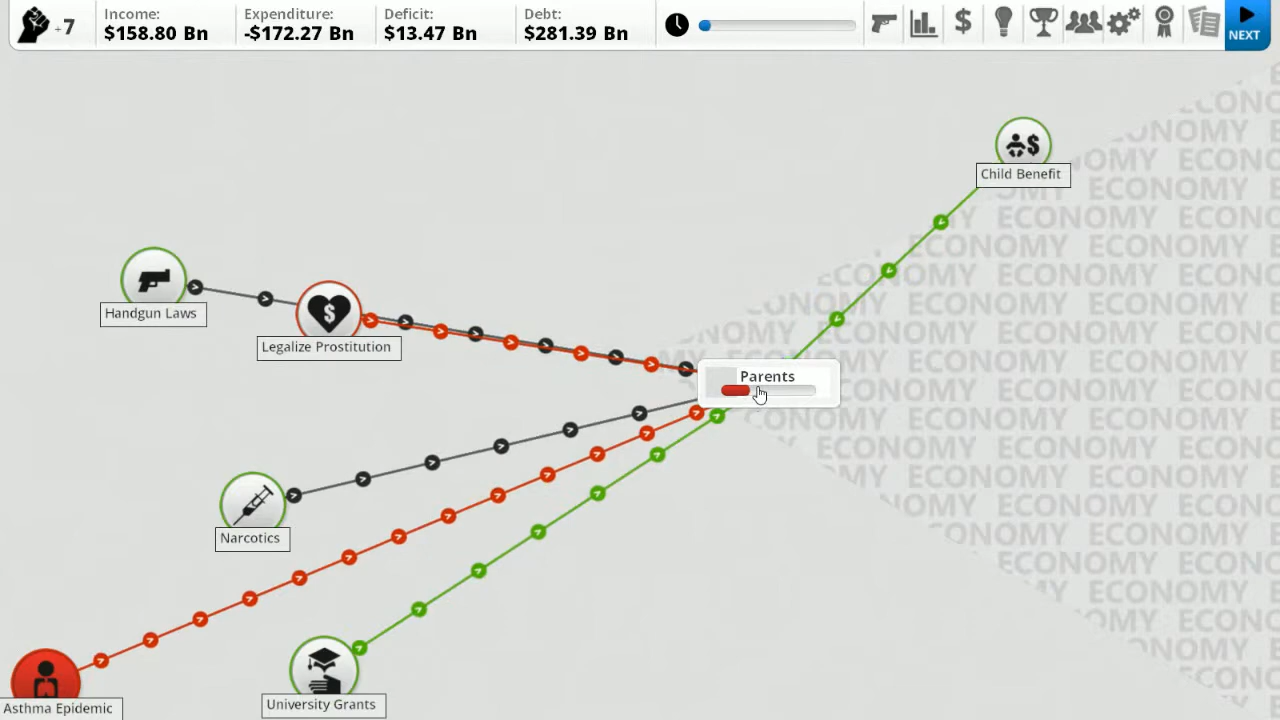 +7
Income:
$158.80 Bn
Expenditure:
-$172.27 Bn
Deficit:
$13.47 Bn
Debt:
$281.39 Bn
$
NEXT
ECONOMY
Child Benefit
ECONOMY ECONOMY
Handgun Laws
$
Legalize Prostitution
Parents
Narcotics
University Grants
Asthma Epidemic